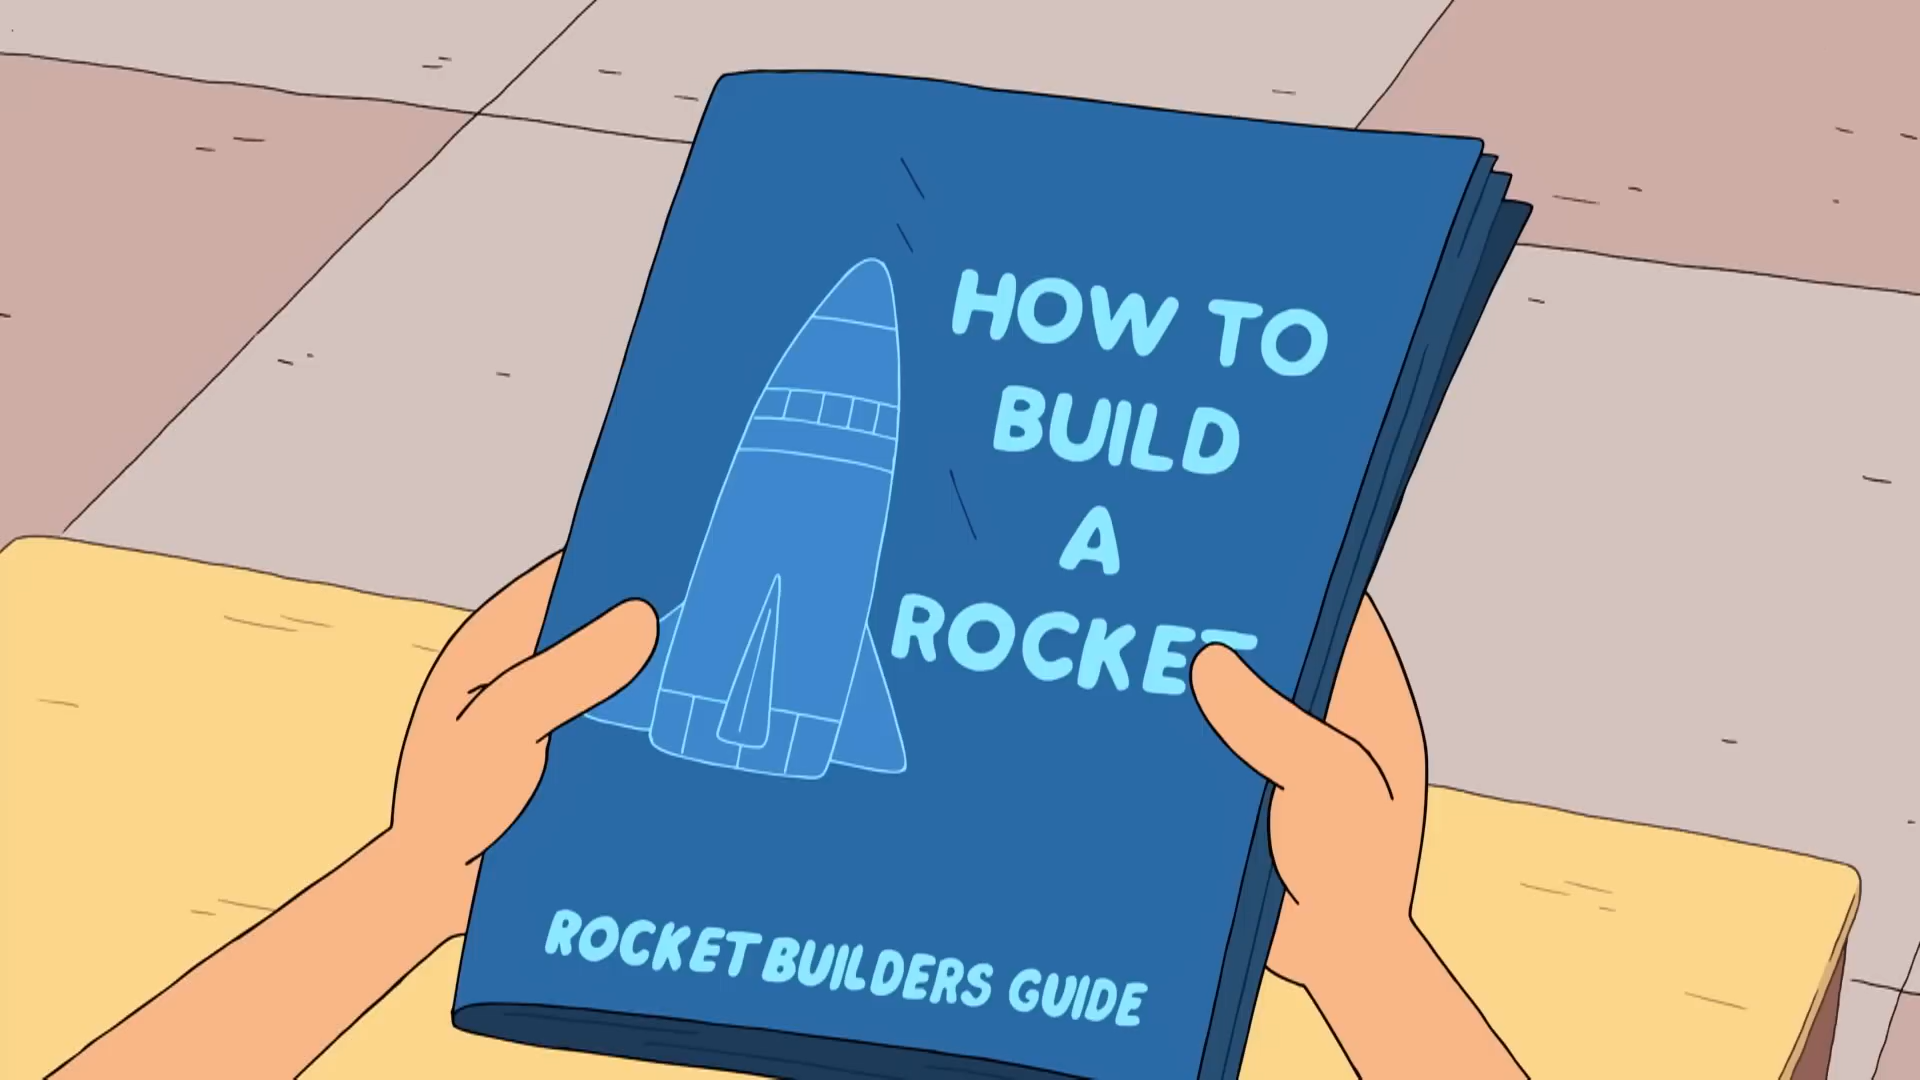 HOW TO
BUILD
A
ROCKET
ROCKET BUILDERS GUIDE